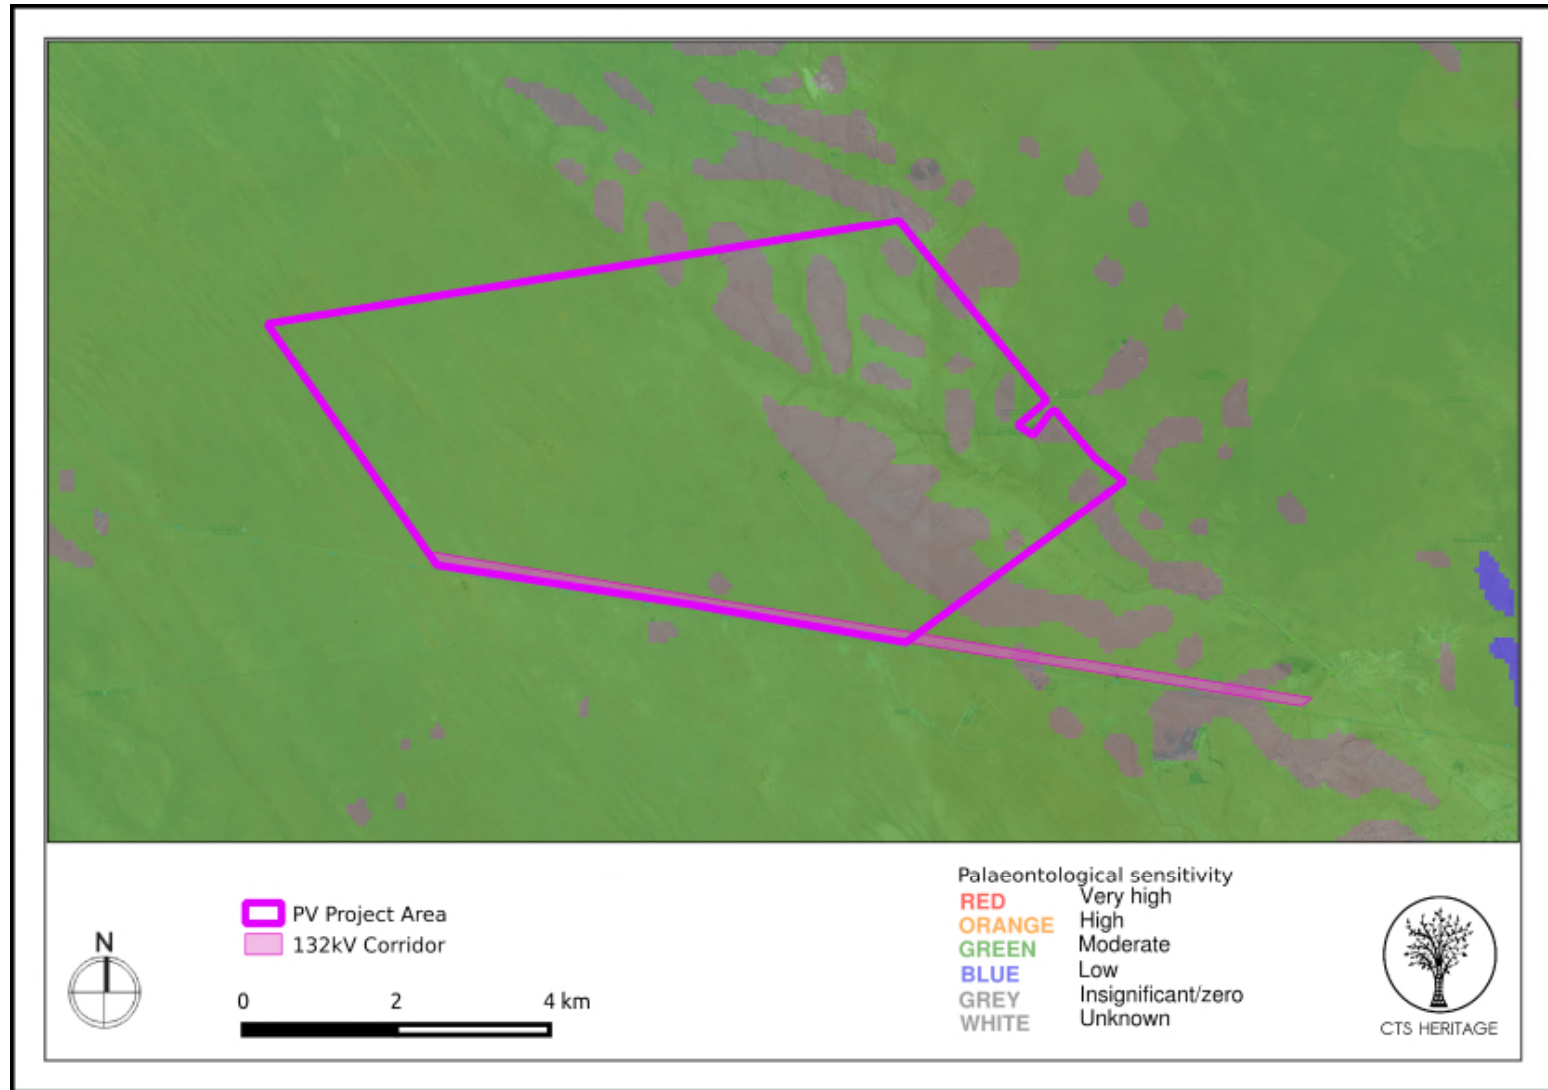 PV Project Area
132kV Corridor
N
0 2 4 km
Palaeontological sensitivity
RED Very high
ORANGE High
GREEN Moderate
BLUE Low
GREY Insignificant/zero
WHITE Unknown
CTS HERITAGE